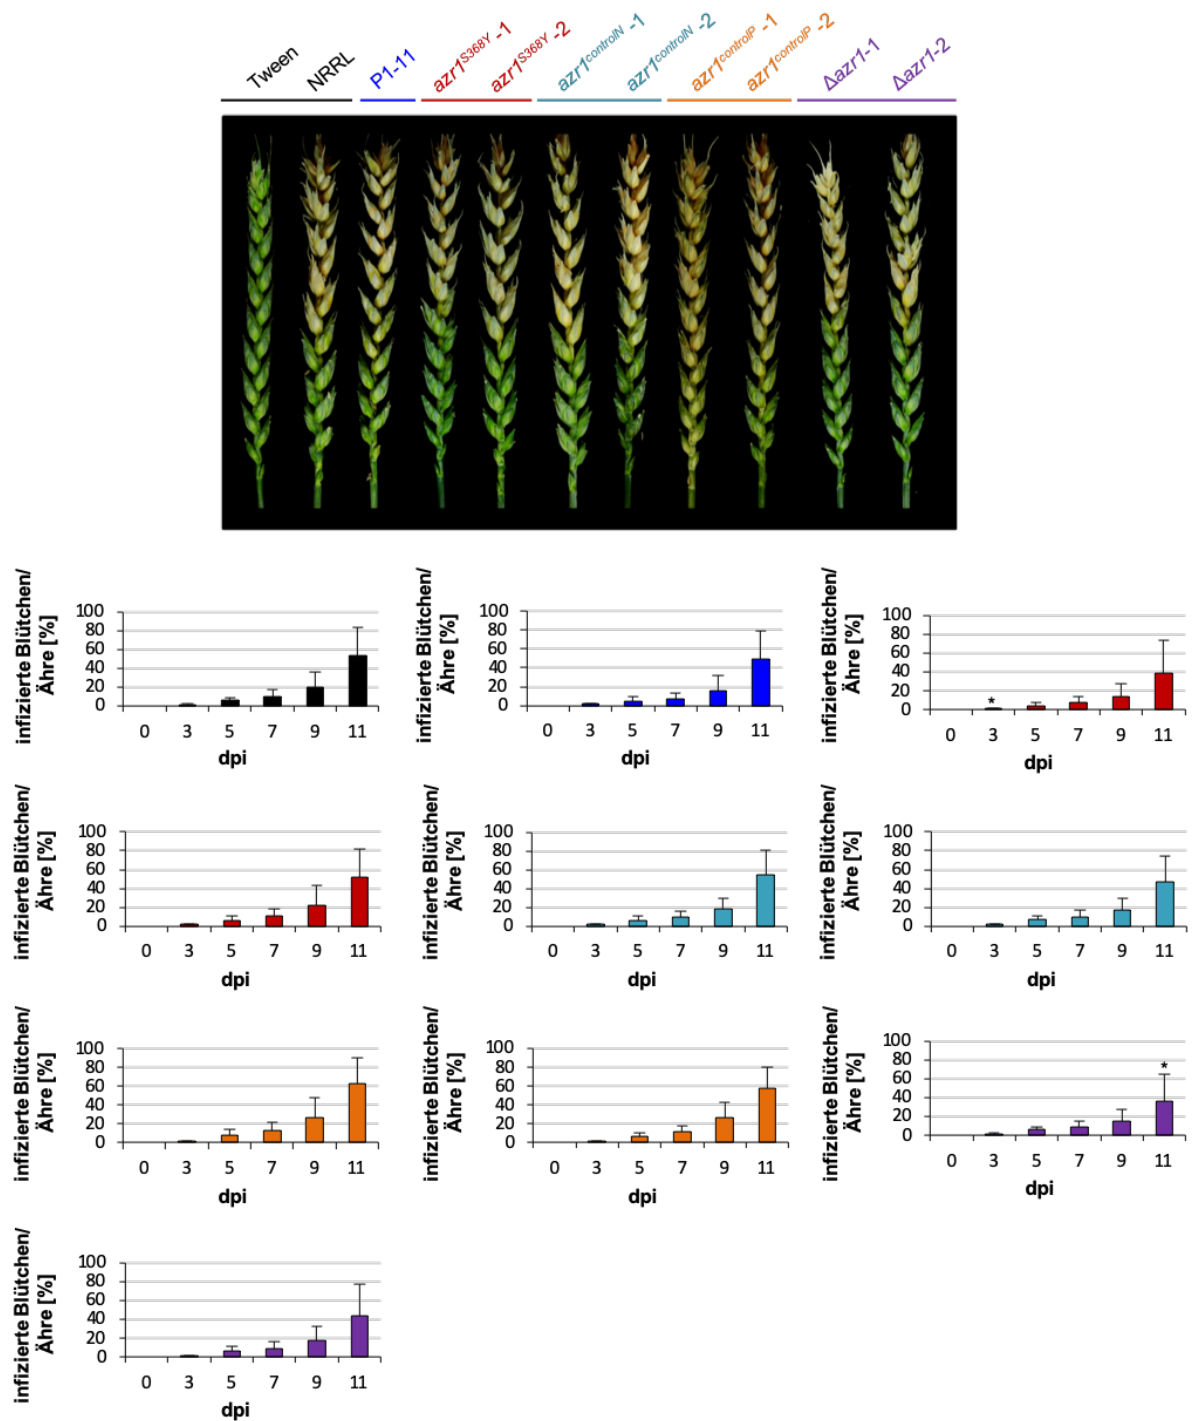 Tween
NRRL
P1-11
azr1S368Y -1
azr1S368Y -2
azr1controlN -1
azr1controlN -2
azr1controlP -1
azr1controlP -2
Δazr1-1
Δazr1-2
infizierte Blütchen/
Ähre [%]
100
80
60
40
20
0
0 3 5 7 9 11
dpi
infizierte Blütchen/
Ähre [%]
100
80
60
40
20
0
0 3 5 7 9 11
dpi
infizierte Blütchen/
Ähre [%]
100
80
60
40
20
0
*
0 3 5 7 9 11
dpi
infizierte Blütchen/
Ähre [%]
100
80
60
40
20
0
0 3 5 7 9 11
dpi
infizierte Blütchen/
Ähre [%]
100
80
60
40
20
0
0 3 5 7 9 11
dpi
infizierte Blütchen/
Ähre [%]
100
80
60
40
20
0
0 3 5 7 9 11
dpi
infizierte Blütchen/
Ähre [%]
100
80
60
40
20
0
0 3 5 7 9 11
dpi
infizierte Blütchen/
Ähre [%]
100
80
60
40
20
0
0 3 5 7 9 11
dpi
infizierte Blütchen/
Ähre [%]
100
80
60
40
20
0
*
0 3 5 7 9 11
dpi
infizierte Blütchen/
Ähre [%]
100
80
60
40
20
0
0 3 5 7 9 11
dpi